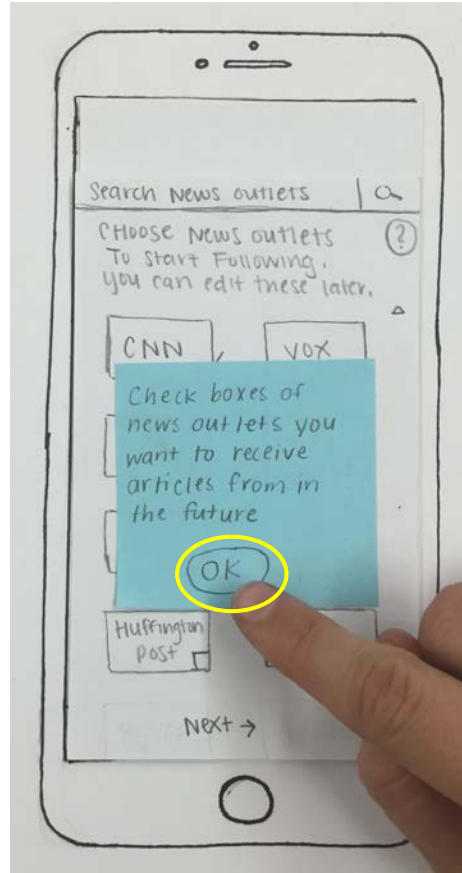 Search News outlets
CHOOSE News outlets
To Start Following.
you can edit these later.
?
CNN
VOX
Check boxes of
news outlets you
want to receive
articles from in
the future
OK
Huffington
Post
Next →